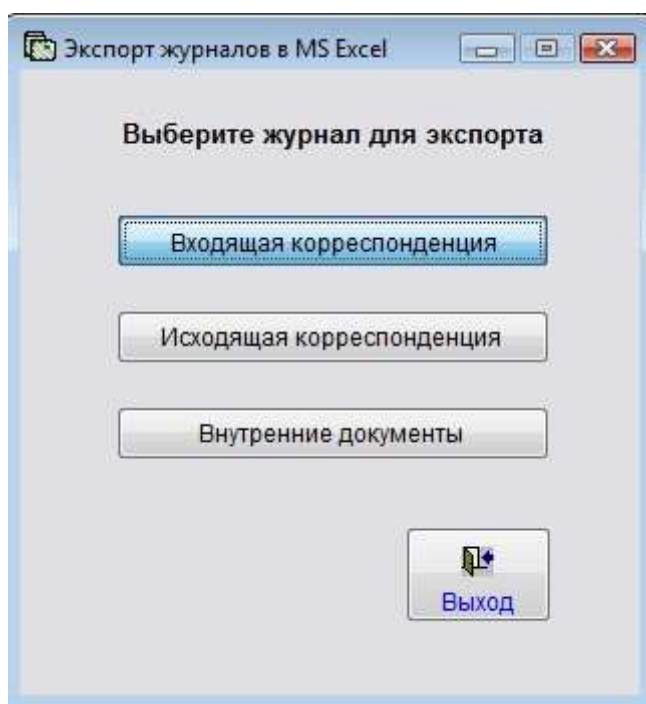 Экспорт журналов в MS Excel
Выберите журнал для экспорта
Входящая корреспонденция
Исходящая корреспонденция
Внутренние документы
Выход